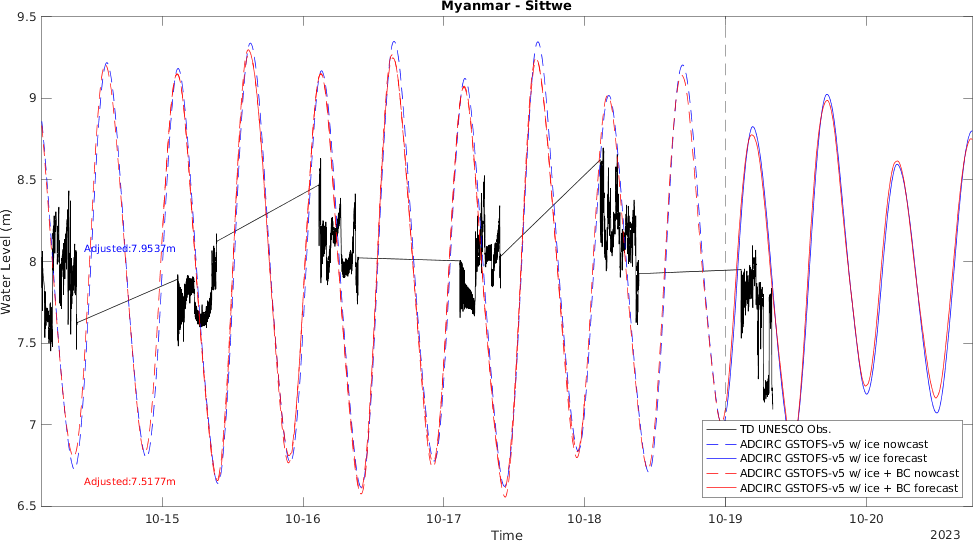 Myanmar - Sittwe
9.5
9
8.5
8
7.5
7
6.5
Water Level (m)
Adjusted:7.9537m
Adjusted:7.5177m
TD UNESCO Obs.
ADCIRC GSTOFS-v5 w/ ice nowcast
ADCIRC GSTOFS-v5 w/ ice forecast
ADCIRC GSTOFS-v5 w/ ice + BC nowcast
ADCIRC GSTOFS-v5 w/ ice + BC forecast
10-15 10-16 10-17 10-18 10-19 10-20
Time
2023